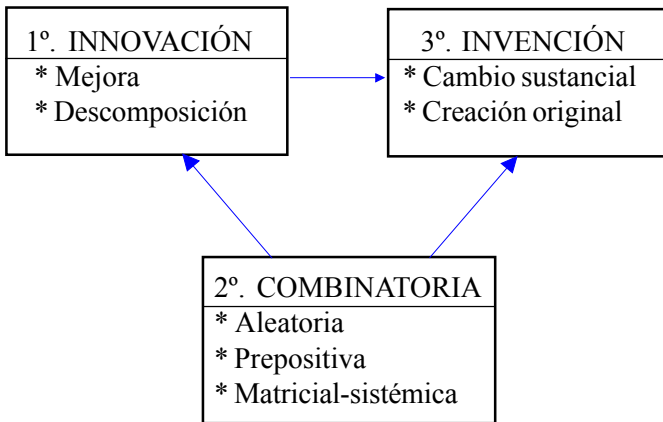 1º. INNOVACIÓN
* Mejora
* Descomposición
3º. INVENCIÓN
* Cambio sustancial
* Creación original
2º. COMBINATORIA
* Aleatoria
* Prepositiva
* Matricial-sistémica